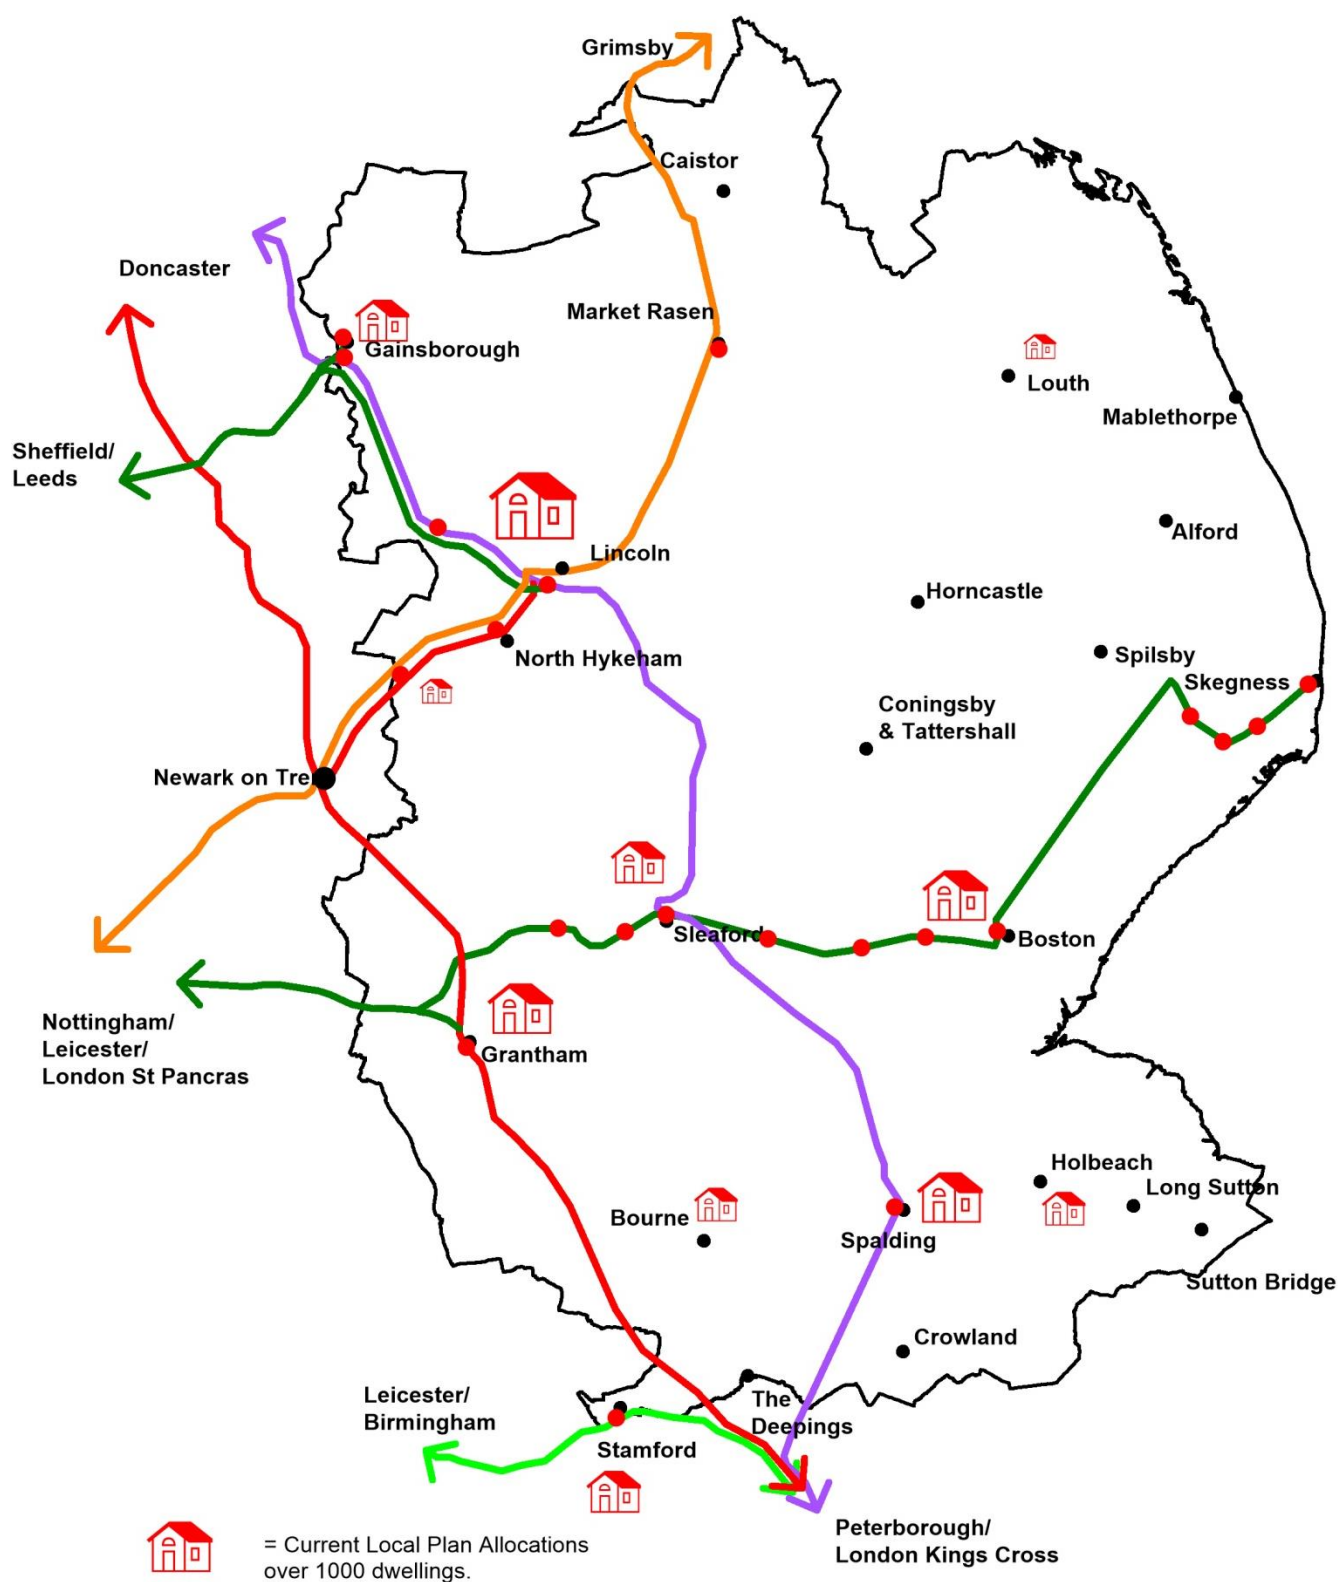 Grimsby
Caistor
Doncaster
Market Rasen
Gainsborough
Louth
Mablethorpe
Sheffield/
Leeds
Alford
Lincoln
Horncastle
North Hykeham
Spilsby
Skegness
Coningsby
& Tattershall
Newark on Tre
Sleaford
Boston
Nottingham/
Leicester/
London St Pancras
Grantham
Holbeach
Long Sutton
Bourne
Spalding
Sutton Bridge
Crowland
Leicester/
Birmingham
The
Deepings
Stamford
Peterborough/
London Kings Cross
= Current Local Plan Allocations
over 1000 dwellings.